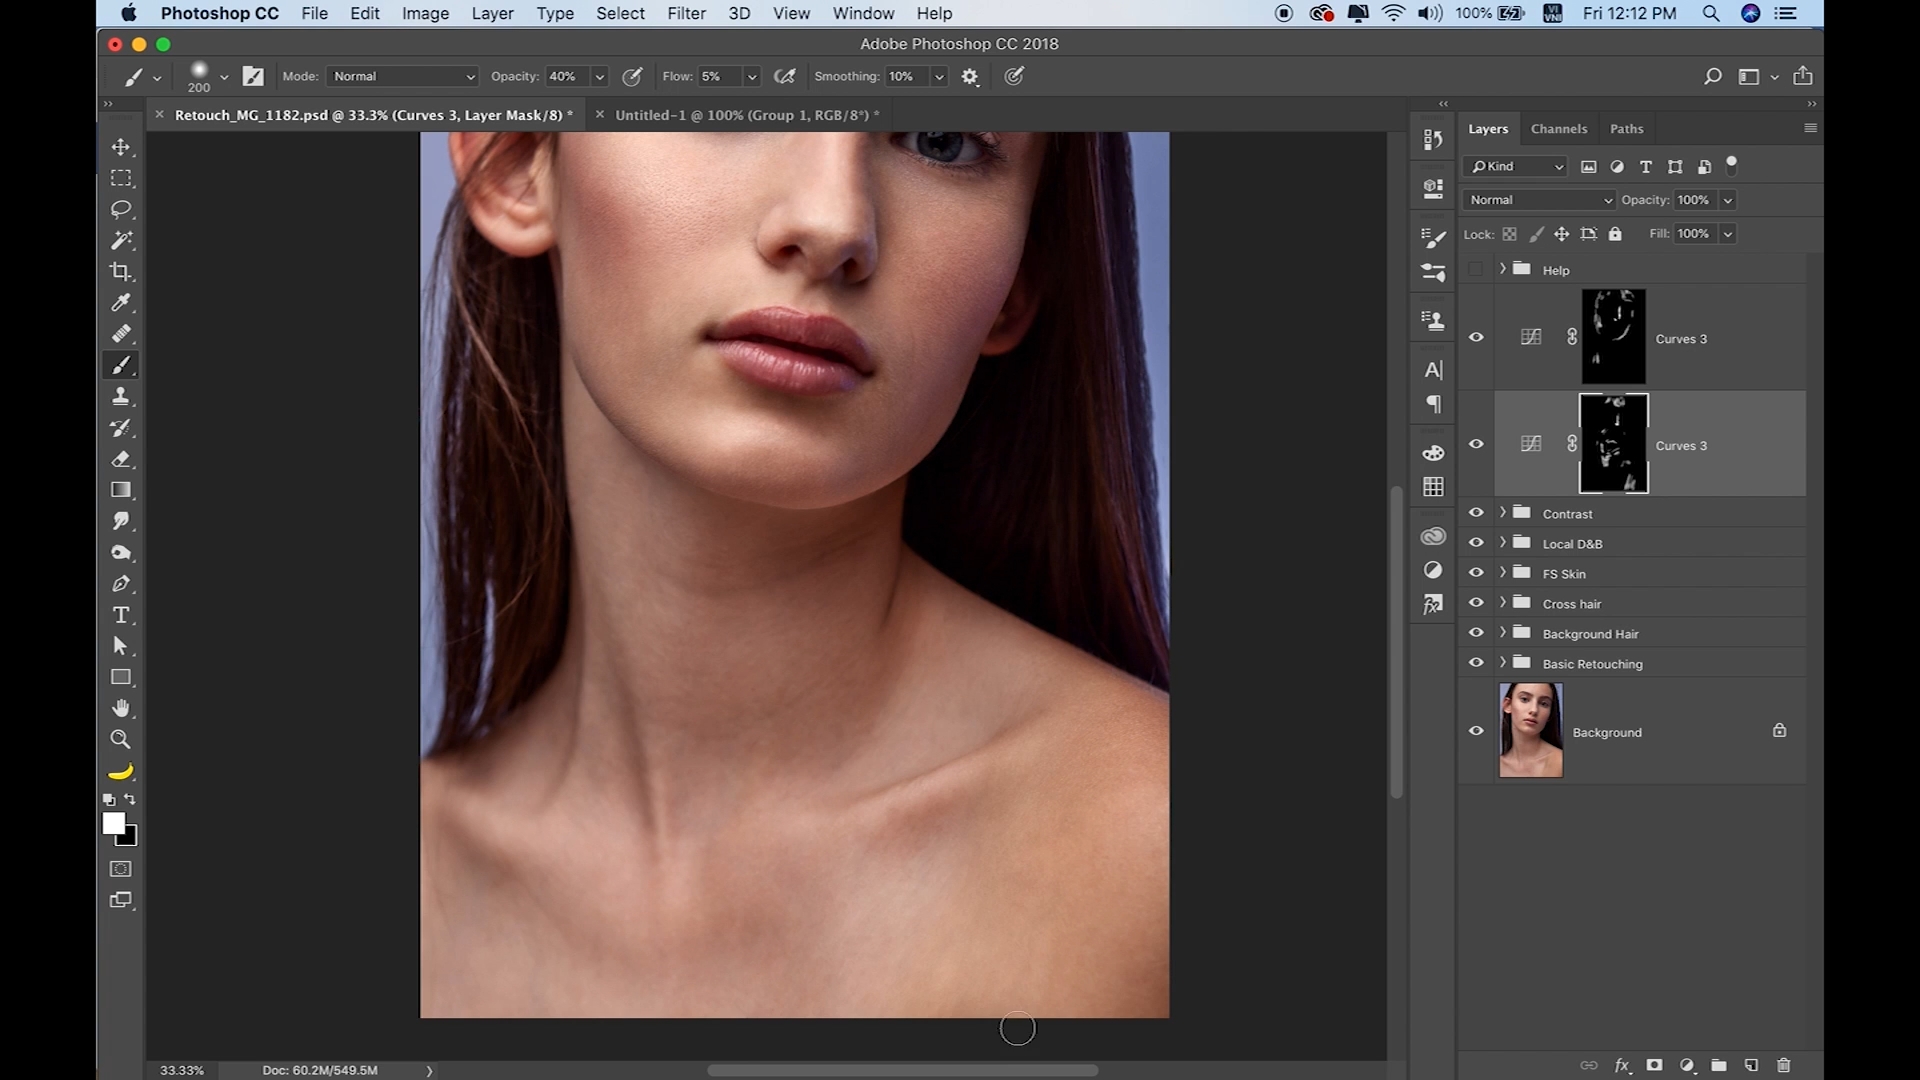 Photoshop CC File Edit Image Layer Type Select Filter 3D View Window Help 100% VI VNI Fri 12:12 PM
Adobe Photoshop CC 2018
200 Mode: Normal Opacity: 40% Flow: 5% Smoothing: 10%
Retouch_MG_1182.psd @ 33.3% (Curves 3, Layer Mask/8) * Untitled-1 @ 100% (Group 1, RGB/8*) *
Layers Channels Paths
Kind
Normal Opacity: 100%
Lock: Fill: 100%
Help
Curves 3
Curves 3
Contrast
Local D&B
FS Skin
Cross hair
Background Hair
Basic Retouching
Background
33.33% Doc: 60.2M/549.5M